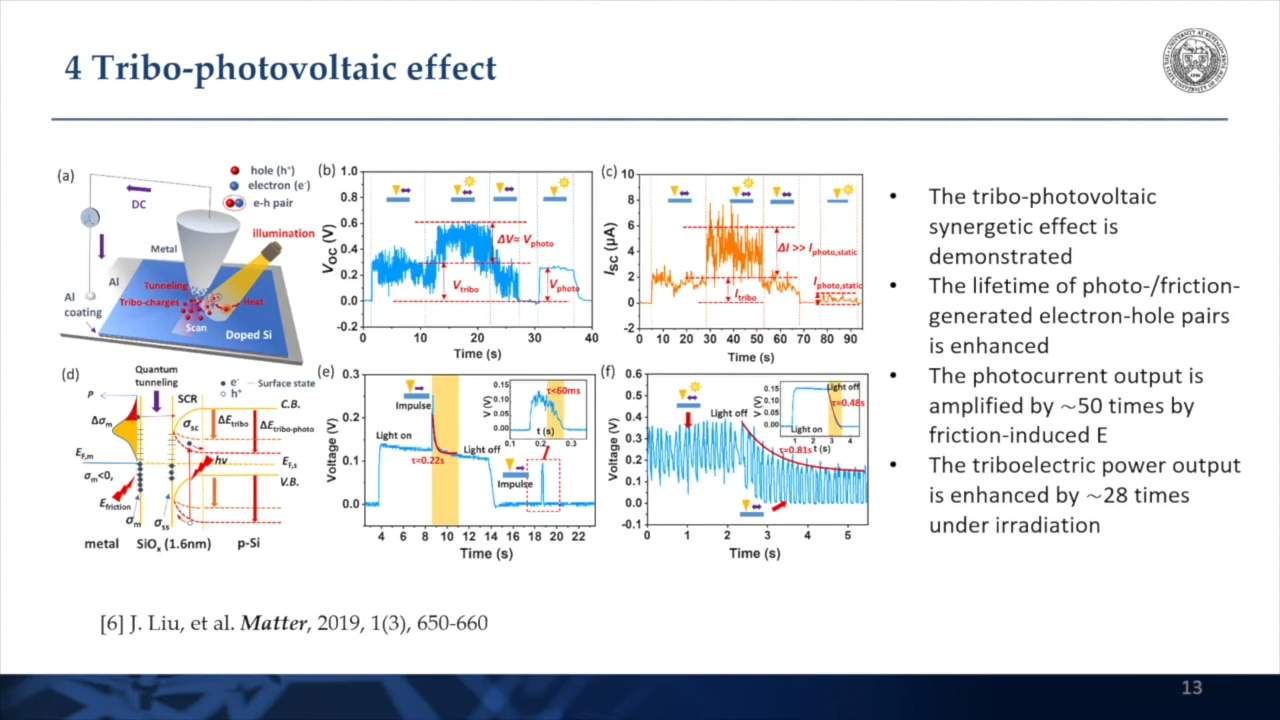 4 Tribo-photovoltaic effect
(a)
hole (h⁺)
electron (e⁻)
e-h pair
DC
A
illumination
Metal
Al
Tunneling
Tribo-charges
Heat
Al
coating
Scan
Doped Si
(b)
1.0
0.8
0.6
0.4
0.2
0.0
-0.2
V_OC (V)
ΔV≈ V_photo
V_tribo
V_photo
0 10 20 30 40
Time (s)
(c)
10
8
6
4
2
0
-2
I_SC (μA)
ΔI >> I_photo,static
I_photo,static
I_tribo
0 10 20 30 40 50 60 70 80 90
Time (s)
(d)
Quantum
tunneling
e⁻
h⁺
Surface state
P
SCR
C.B.
Δσ_m
σ_sc
ΔE_tribo
ΔE_tribo-photo
E_F,m
hν
E_F,s
σ_m<0,
V.B.
E_friction
σ_m
σ_ss
metal
SiOₓ (1.6nm)
p-Si
(e)
0.3
0.2
0.1
0.0
Voltage (V)
Impulse
Light on
Light off
τ=0.22s
Impulse
0.15
0.10
0.05
0.00
V (V)
τ<60ms
0.1 0.2 0.3
t (s)
4 6 8 10 12 14 16 18 20 22
Time (s)
(f)
0.6
0.5
0.4
0.3
0.2
0.1
0.0
-0.1
Voltage (V)
Light off
τ=0.81s
0.15
0.10
0.05
0.00
V (V)
Light off
τ=0.48s
Light on
1 2 3 4
t (s)
0 1 2 3 4 5
Time (s)
• The tribo-photovoltaic
synergetic effect is
demonstrated
• The lifetime of photo-/friction-
generated electron-hole pairs
is enhanced
• The photocurrent output is
amplified by ~50 times by
friction-induced E
• The triboelectric power output
is enhanced by ~28 times
under irradiation
[6] J. Liu, et al. Matter, 2019, 1(3), 650-660
13